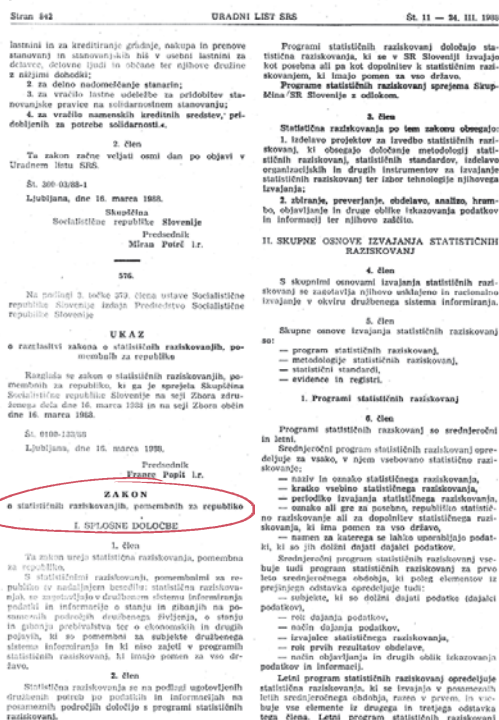 Stran 842
URADNI LIST SRS
Št. 11 — 24. III. 1988
lastnini in za kreditiranje gradnje, nakupa in prenove
stanovanj in stanovanjskih hiš v osebni lastnini za
delavce, delovne ljudi in občane ter njihove družine
z nižjimi dohodki;
2. za delno nadomeščanje stanarin;
3. za vračilo lastne udeležbe za pridobitev sta-
novanjske pravice na solidarnostnem stanovanju;
4. za vračilo namenskih kreditnih sredstev, pri-
dobljenih za potrebe solidarnosti.«.
2. člen
Ta zakon začne veljati osmi dan po objavi v
Uradnem listu SRS.
Št. 300-03/88-1
Ljubljana, dne 16. marca 1988.
Skupščina
Socialistične republike Slovenije
Predsednik
Miran Potrč l.r.
576.
Na podlagi 3. točke 379. člena ustave Socialistične
republike Slovenije izdaja Predsedstvo Socialistične
republike Slovenije
UKAZ
o razglasitvi zakona o statističnih raziskovanjih, po-
membnih za republiko
Razglaša se zakon o statističnih raziskovanjih, po-
membnih za republiko, ki ga je sprejela Skupščina
Socialistične republike Slovenije na seji Zbora zdru-
ženega dela dne 16. marca 1988 in na seji Zbora občin
dne 16. marca 1988.
Ljubljana, dne 16. marca 1988.
Predsednik
France Popit l.r.
ZAKON
o statističnih raziskovanjih, pomembnih za republiko
I. SPLOŠNE DOLOČBE
1. člen
Ta zakon ureja statistična raziskovanja, pomembna
za republiko.
S statističnimi raziskovanji, pomembnimi za re-
publiko (v nadaljnjem besedilu: statistična raziskova-
nja), se zagotavljajo v družbenem sistemu informiranja
podatki in informacije o stanju in gibanjih na po-
sameznih področjih družbenega življenja, o stanju
in gibanju prebivalstva ter o ekonomskih in drugih
pojavih, ki so pomembni za subjekte družbenega
sistema informiranja in ki niso zajeti v programih
statističnih raziskovanj, ki imajo pomen za vso dr-
žavo.
2. člen
Statistična raziskovanja se na podlagi ugotovljenih
družbenih potreb po podatkih in informacijah na
posameznih področjih določijo s programi statističnih
raziskovanj.
Programi statističnih raziskovanj določajo sta-
tistična raziskovanja, ki se v SR Sloveniji izvajajo
kot posebna ali pa kot dopolnitev k statističnim razi-
skovanjem, ki imajo pomen za vso državo.
Programe statističnih raziskovanj sprejema Skup-
ščina SR Slovenije z odlokom.
3. člen
Statistična raziskovanja po tem zakonu obsegajo:
1. izdelavo projektov za izvedbo statističnih razi-
skovanj, ki obsegajo določanje metodologij stati-
stičnih raziskovanj, statističnih standardov, izdelavo
organizacijskih in drugih instrumentov za izvajanje
statističnih raziskovanj ter izbor tehnologije njihovega
izvajanja;
2. zbiranje, preverjanje, obdelavo, analizo, hram-
bo, objavljanje in druge oblike izkazovanja podatkov
in informacij ter njihovo zaščito.
II. SKUPNE OSNOVE IZVAJANJA STATISTIČNIH
RAZISKOVANJ
4. člen
S skupnimi osnovami izvajanja statističnih razi-
skovanj se zagotavlja njihovo usklajeno in racionalno
izvajanje v okviru družbenega sistema informiranja.
5. člen
Skupne osnove izvajanja statističnih raziskovanj
so:
— program statističnih raziskovanj,
— metodologije statističnih raziskovanj,
— statistični standardi,
— evidence in registri.
1. Programi statističnih raziskovanj
6. člen
Programi statističnih raziskovanj so srednjeročni
in letni.
Srednjeročni program statističnih raziskovanj opre-
deljuje za vsako, v njem vsebovano statistično razi-
skovanje:
— naziv in oznako statističnega raziskovanja,
— kratko vsebino statističnega raziskovanja,
— periodiko izvajanja statističnega raziskovanja,
— oznako ali gre za posebno, republiško statistič-
no raziskovanje ali za dopolnitev statističnega razi-
skovanja, ki ima pomen za vso državo,
— namen za katerega se lahko uporabljajo podat-
ki, ki so jih dolžni dajati dajalci podatkov.
Srednjeročni program statističnih raziskovanj vse-
buje tudi program statističnih raziskovanj za prvo
leto srednjeročnega obdobja, ki poleg elementov iz
prejšnjega odstavka opredeljuje tudi:
— subjekte, ki so dolžni dajati podatke (dajalci
podatkov),
— rok dajanja podatkov,
— način dajanja podatkov,
— izvajalce statističnega raziskovanja,
— rok prvih rezultatov obdelave,
— način objavljanja in drugih oblik izkazovanja
podatkov in informacij.
Letni program statističnih raziskovanj opredeljuje
statistična raziskovanja, ki se izvajajo v posameznih
letih srednjeročnega obdobja, razen v prvem, in vse-
buje vse elemente iz drugega in tretjega odstavka
tega člena. Letni program statističnih raziskovanj